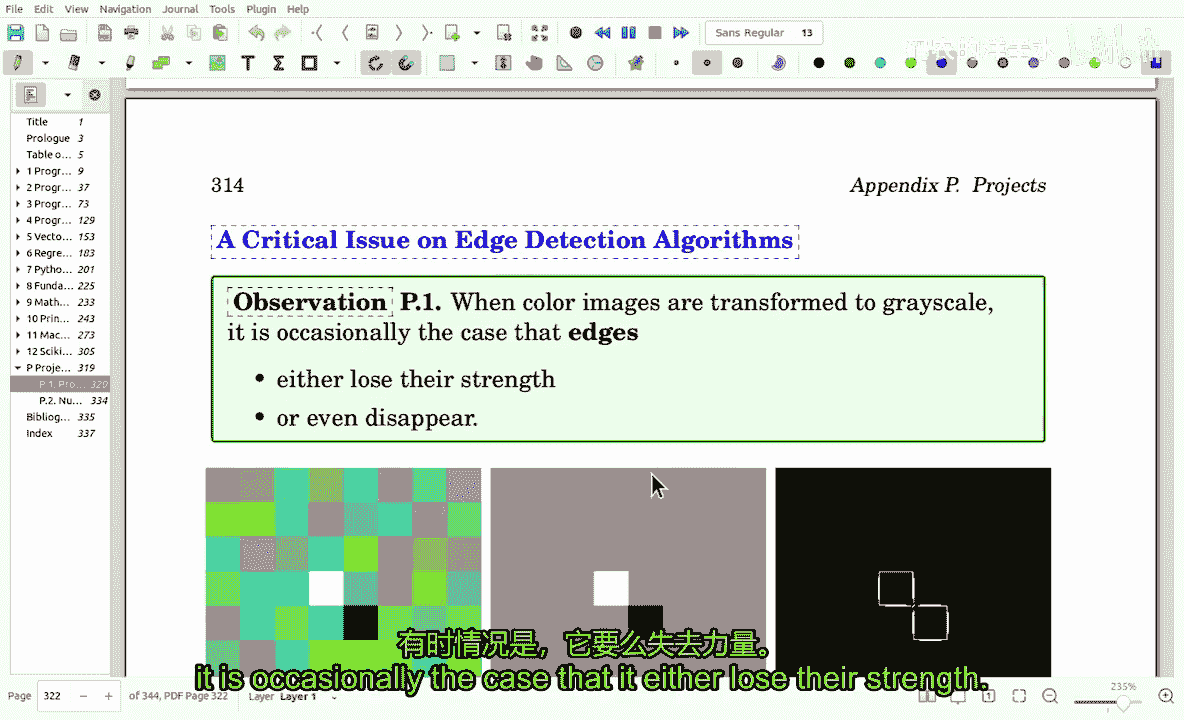 File Edit View Navigation Journal Tools Plugin Help
Sans Regular 13
Title 1
Prologue 3
Table o... 5
1 Progr... 9
2 Progr... 37
3 Progr... 73
4 Progr... 129
5 Vecto... 153
6 Regre... 183
7 Pytho... 201
8 Funda... 225
9 Math... 233
10 Prin... 243
11 Mac... 273
12 Sciki... 305
P Proje... 319
P.1. Pro... 320
P.2. Nu... 334
Bibliog... 335
Index 337
314 Appendix P. Projects
A Critical Issue on Edge Detection Algorithms
Observation P.1. When color images are transformed to grayscale,
it is occasionally the case that edges
• either lose their strength
• or even disappear.
有时情况是，它要么失去力量。
it is occasionally the case that it either lose their strength.
Page 322 of 344, PDF Page 322 Layer Layer 1 235%